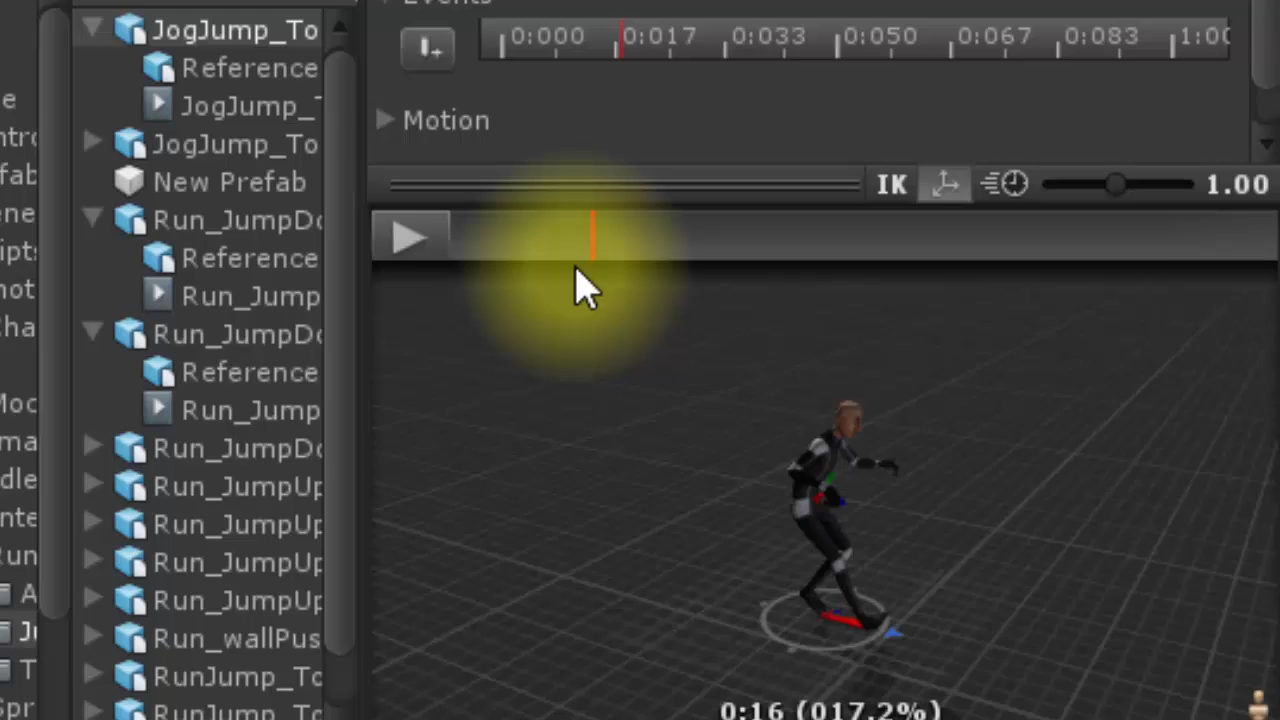 Events
0:000 0:017 0:033 0:050 0:067 0:083 1:00
Motion
IK 1.00
0:16 (017.2%)
JogJump_To
Reference
JogJump_
JogJump_To
New Prefab
Run_JumpDo
Reference
Run_Jump
Run_JumpDo
Reference
Run_Jump
Run_JumpDo
Run_JumpUp
Run_JumpUp
Run_JumpUp
Run_JumpUp
Run_wallPus
RunJump_To
RunJump_To